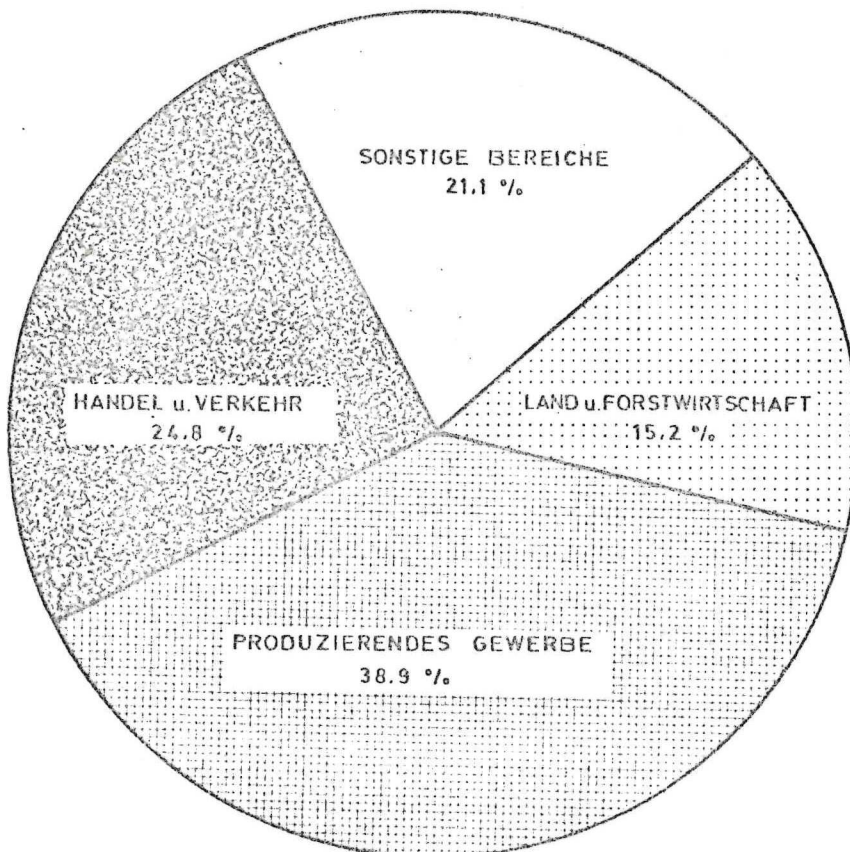 SONSTIGE BEREICHE
21,1 %
LAND u. FORSTWIRTSCHAFT
15,2 %
HANDEL u. VERKEHR
24,8 %
PRODUZIERENDES GEWERBE
38,9 %